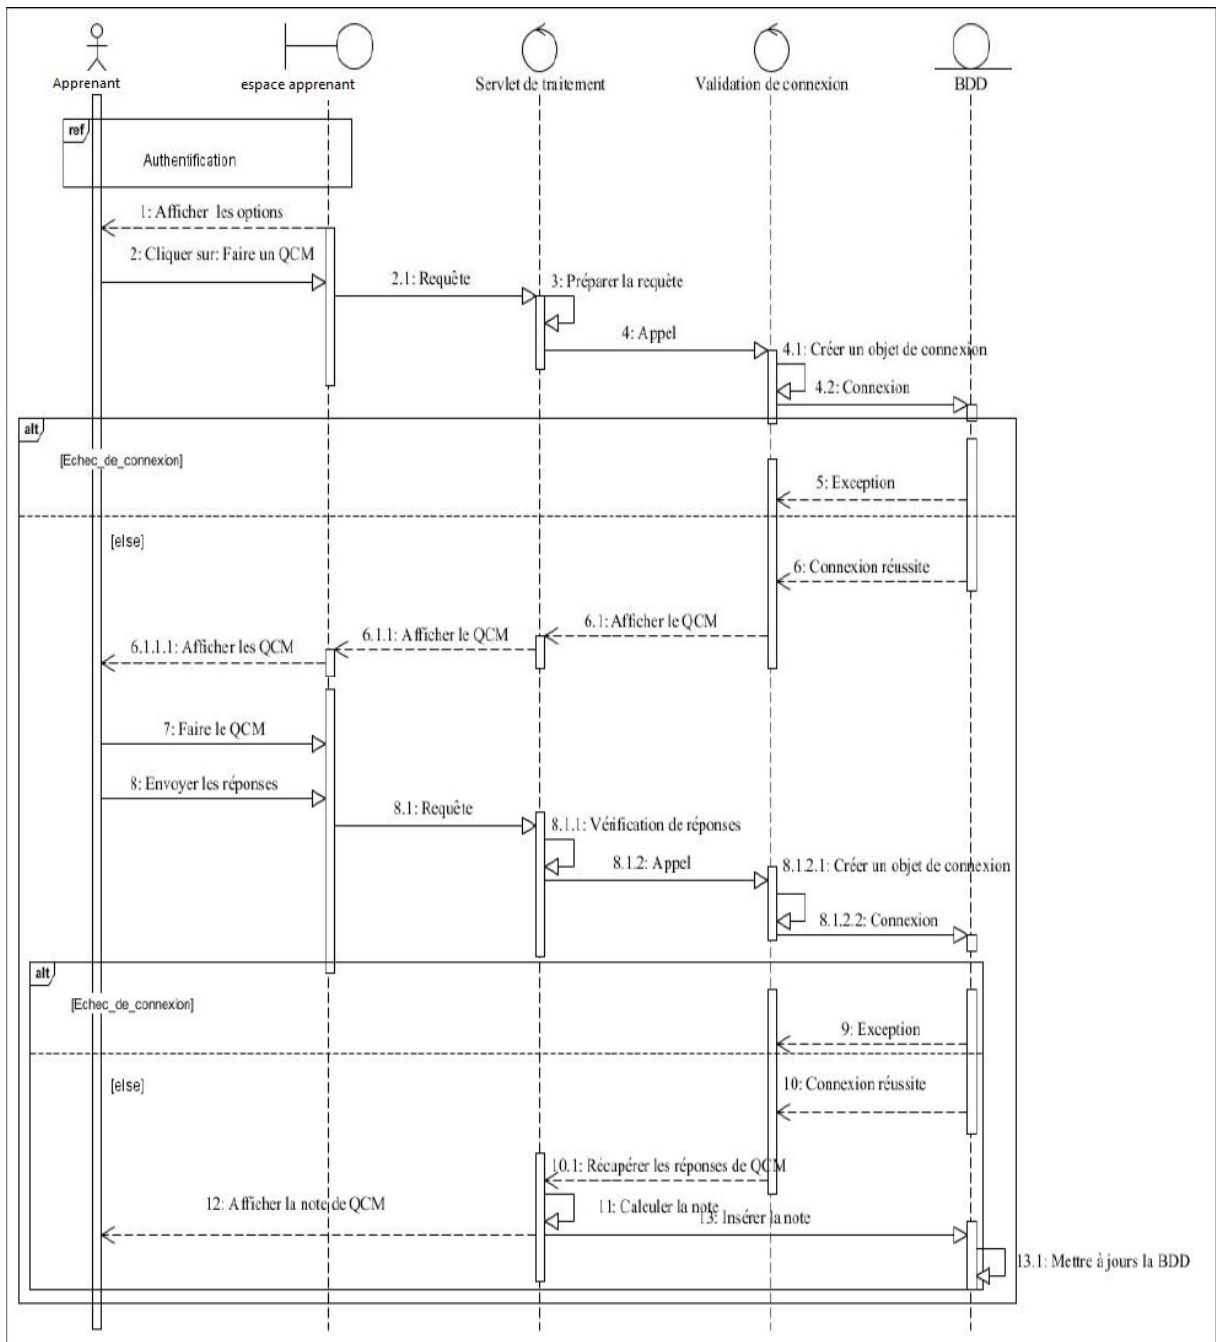 Apprenant
espace apprenant
Servlet de traitement
Validation de connexion
BDD
ref
Authentification
1: Afficher les options
2: Cliquer sur: Faire un QCM
2.1: Requête
3: Préparer la requête
4: Appel
4.1: Créer un objet de connexion
4.2: Connexion
alt
[Echec_de_connexion]
5: Exception
[else]
6: Connexion réussite
6.1: Afficher le QCM
6.1.1: Afficher le QCM
6.1.1.1: Afficher les QCM
7: Faire le QCM
8: Envoyer les réponses
8.1: Requête
8.1.1: Vérification de réponses
8.1.2: Appel
8.1.2.1: Créer un objet de connexion
8.1.2.2: Connexion
alt
[Echec_de_connexion]
9: Exception
[else]
10: Connexion réussite
10.1: Récupérer les réponses de QCM
12: Afficher la note de QCM
11: Calculer la note
13: Insérer la note
13.1: Mettre à jours la BDD